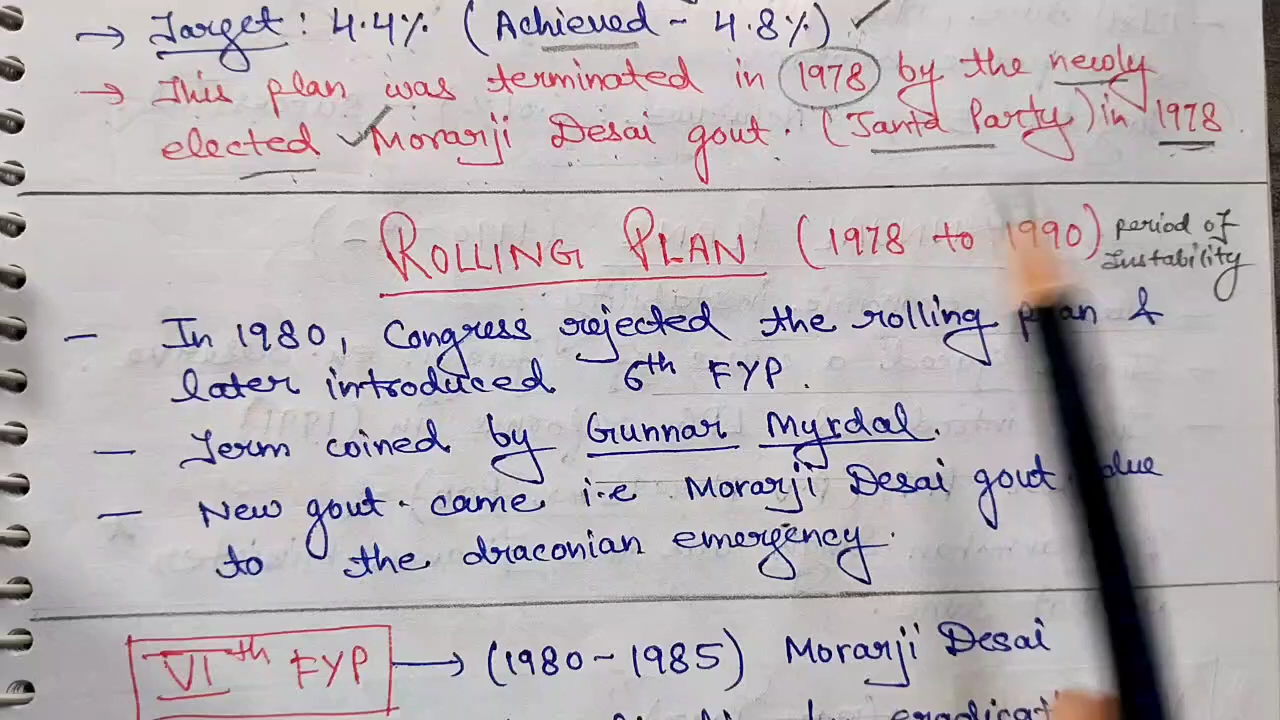 → Target: 4.4% (Achieved - 4.8%)
→ This plan was terminated in 1978 by the newly
elected Morarji Desai govt. (Janta Party) in 1978.
ROLLING PLAN (1978 to 1990) period of
Instability
- In 1980, Congress rejected the rolling plan &
later introduced 6th FYP.
- Term coined by Gunnar Myrdal.
- New govt. came i.e Morarji Desai govt due
to the draconian emergency.
VIth FYP → (1980-1985) Morarji Desai